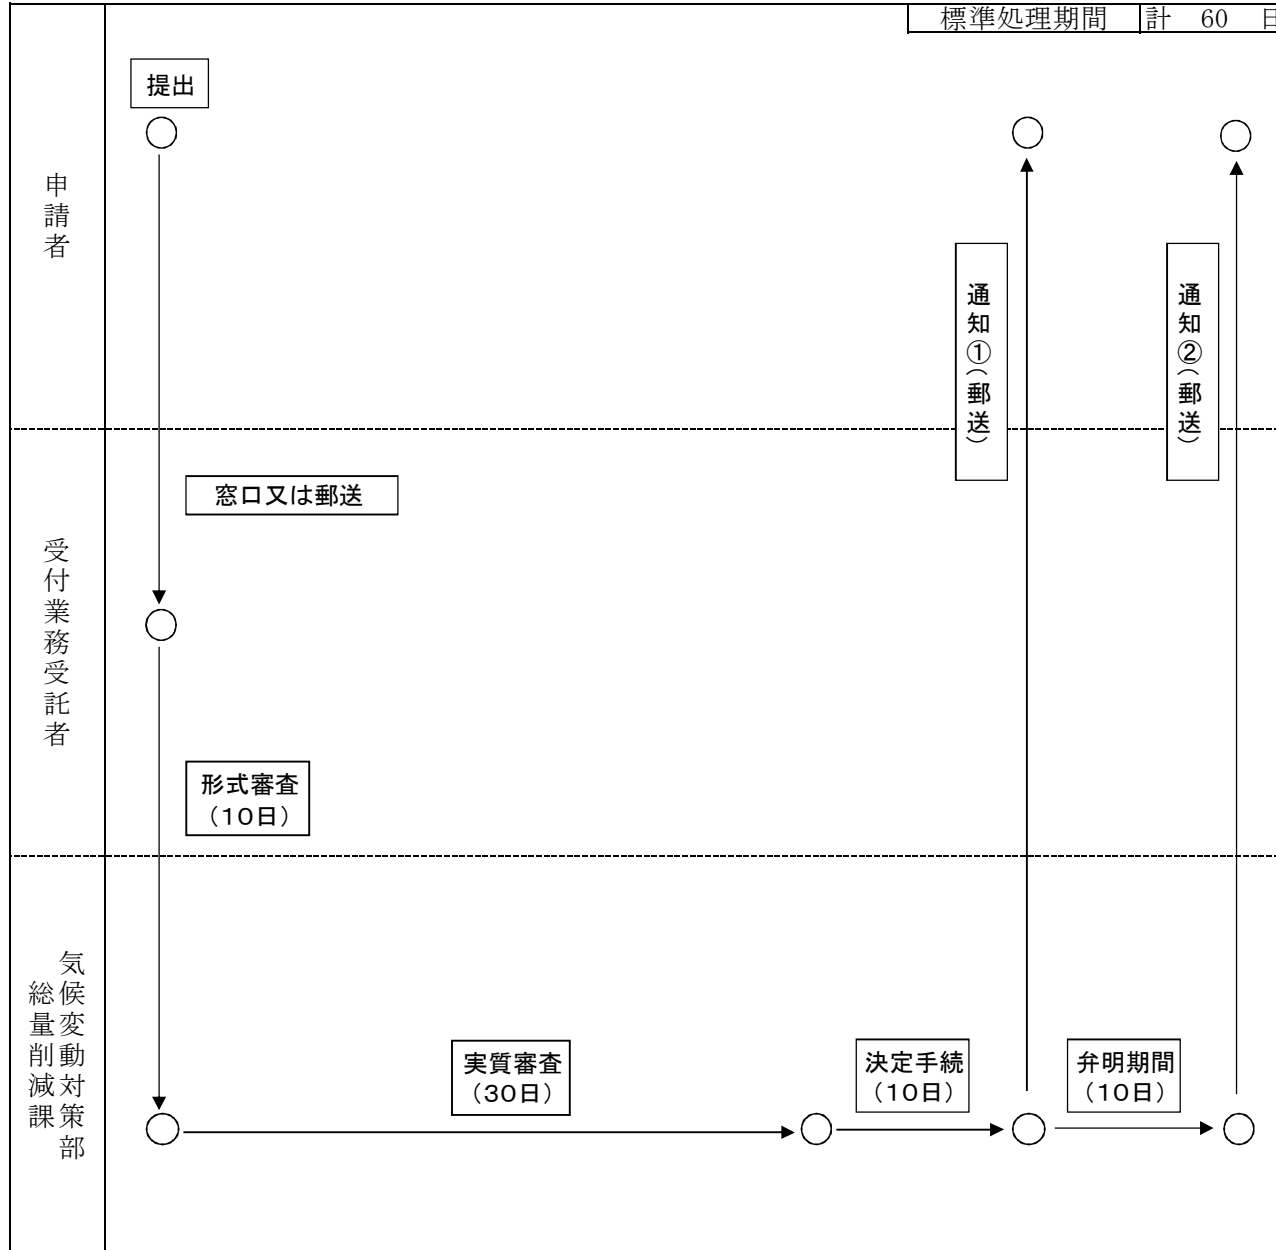 標準処理期間 計 60 日
提出
申請者
通知①(郵送)
通知②(郵送)
窓口又は郵送
受付業務受託者
形式審査
(10日)
気候変動対策部
総量削減課
実質審査
(30日)
決定手続
(10日)
弁明期間
(10日)